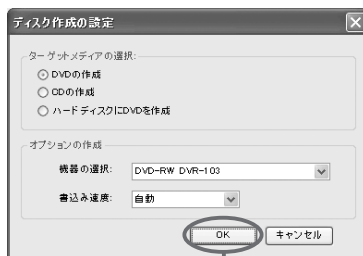 ディスク作成の設定
ターゲットメディアの選択:
DVDの作成
CDの作成
ハードディスクにDVDを作成
オプションの作成
機器の選択: DVD-RW DVR-103
書込み速度: 自動
OK キャンセル